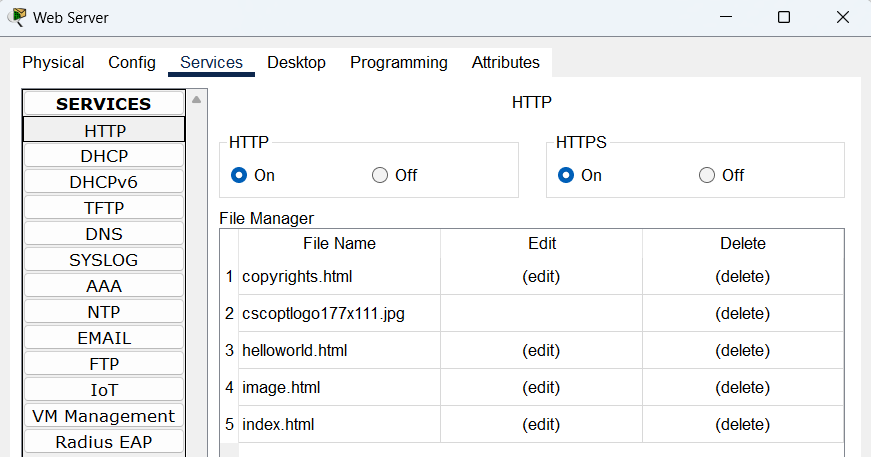 Web Server
Physical Config Services Desktop Programming Attributes
SERVICES
HTTP
DHCP
DHCPv6
TFTP
DNS
SYSLOG
AAA
NTP
EMAIL
FTP
IoT
VM Management
Radius EAP
HTTP
HTTP
On Off
HTTPS
On Off
File Manager
File Name Edit Delete
1 copyrights.html (edit) (delete)
2 cscoptlogo177x111.jpg (delete)
3 helloworld.html (edit) (delete)
4 image.html (edit) (delete)
5 index.html (edit) (delete)